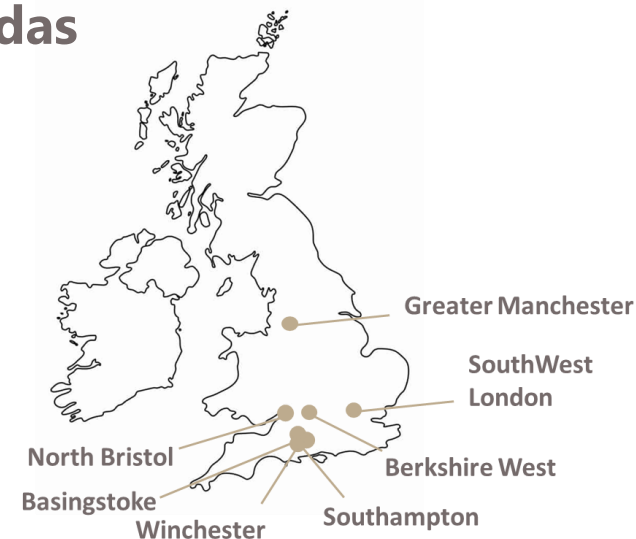 das
Greater Manchester
SouthWest
London
North Bristol
Berkshire West
Basingstoke
Winchester
Southampton